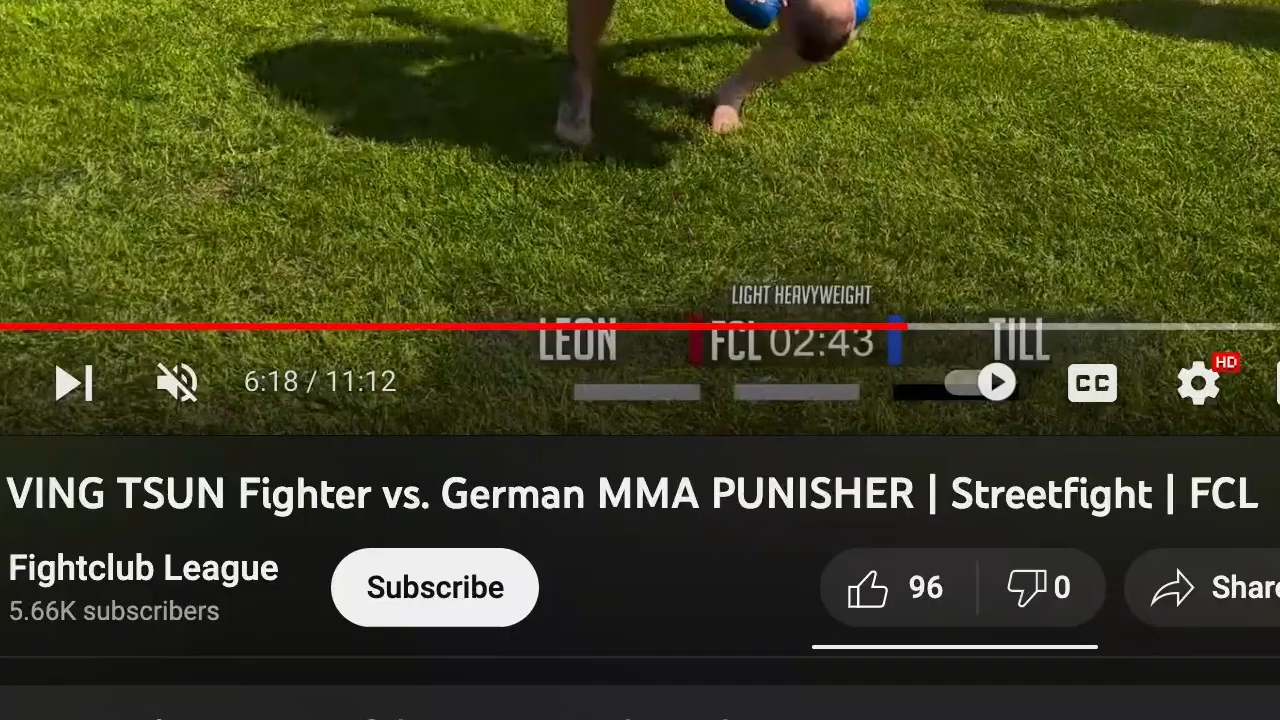 LIGHT HEAVYWEIGHT
LEON FCL 02:43 TILL
6:18 / 11:12 CC HD
VING TSUN Fighter vs. German MMA PUNISHER | Streetfight | FCL
Fightclub League
5.66K subscribers
Subscribe
96 0 Share